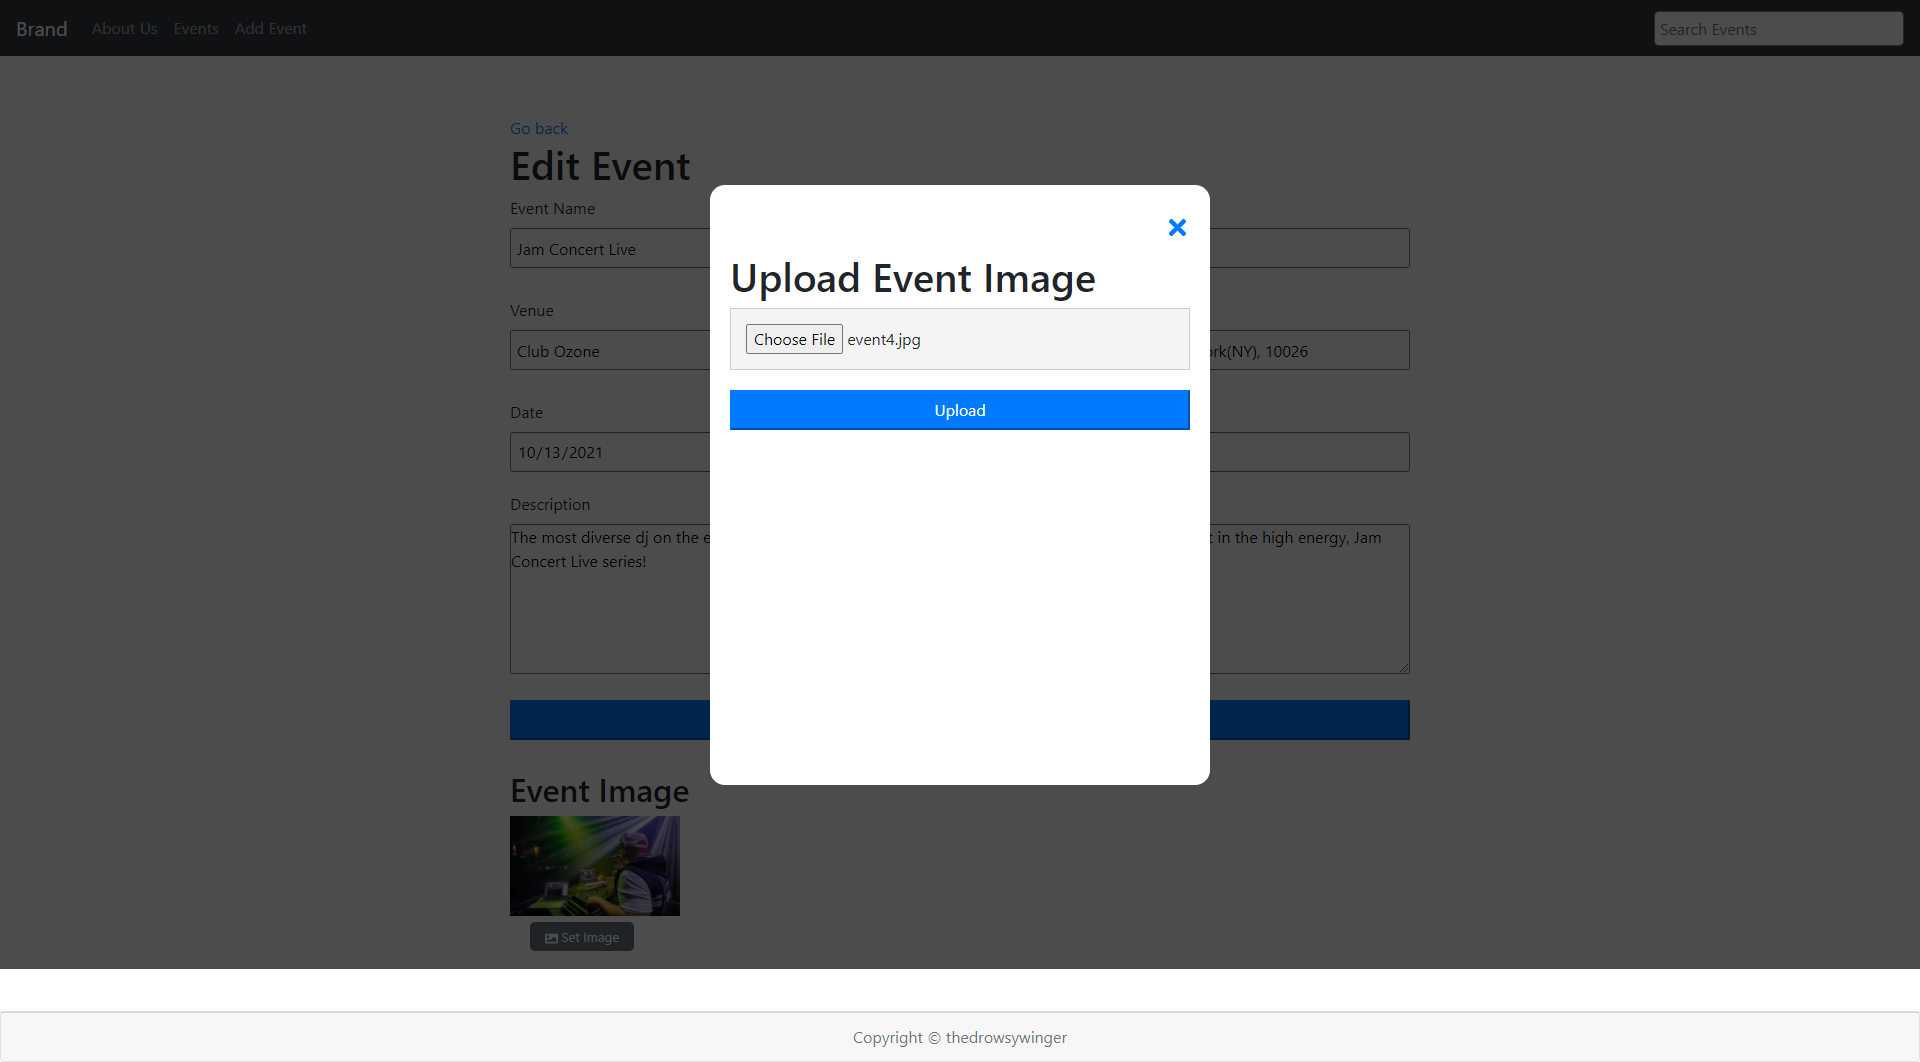 Brand About Us Events Add Event Search Events
Go back
Edit Event
Event Name
Jam Concert Live
Upload Event Image
Choose File event4.jpg
Upload
Venue
Club Ozone rk(NY), 10026
Date
10/13/2021
Description
The most diverse dj on the e t in the high energy, Jam
Concert Live series!
Event Image
Set Image
Copyright © thedrowsywinger